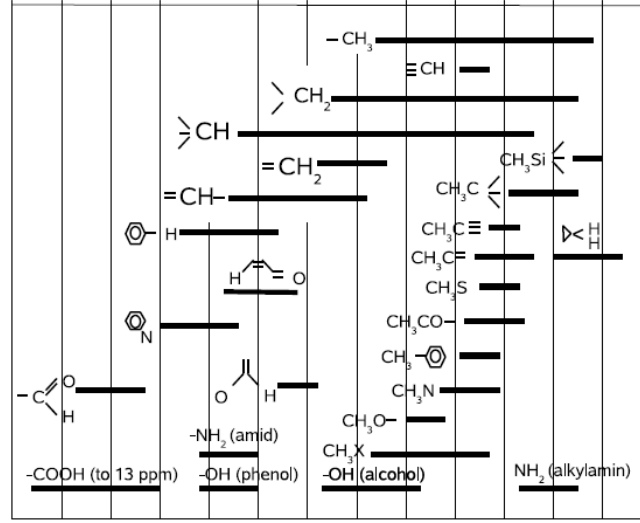 –CH₃
≡CH
CH₂
CH
=CH₂
CH₃Si
=CH–
CH₃C
H
CH₃C≡
H
H
CH₃C=
H O
CH₃S
N
CH₃CO–
CH₃–
–C O H
O H
CH₃N
CH₃O–
–NH₂ (amid)
CH₃X
–COOH (to 13 ppm)
–OH (phenol)
–OH (alcohol)
NH₂ (alkylamin)